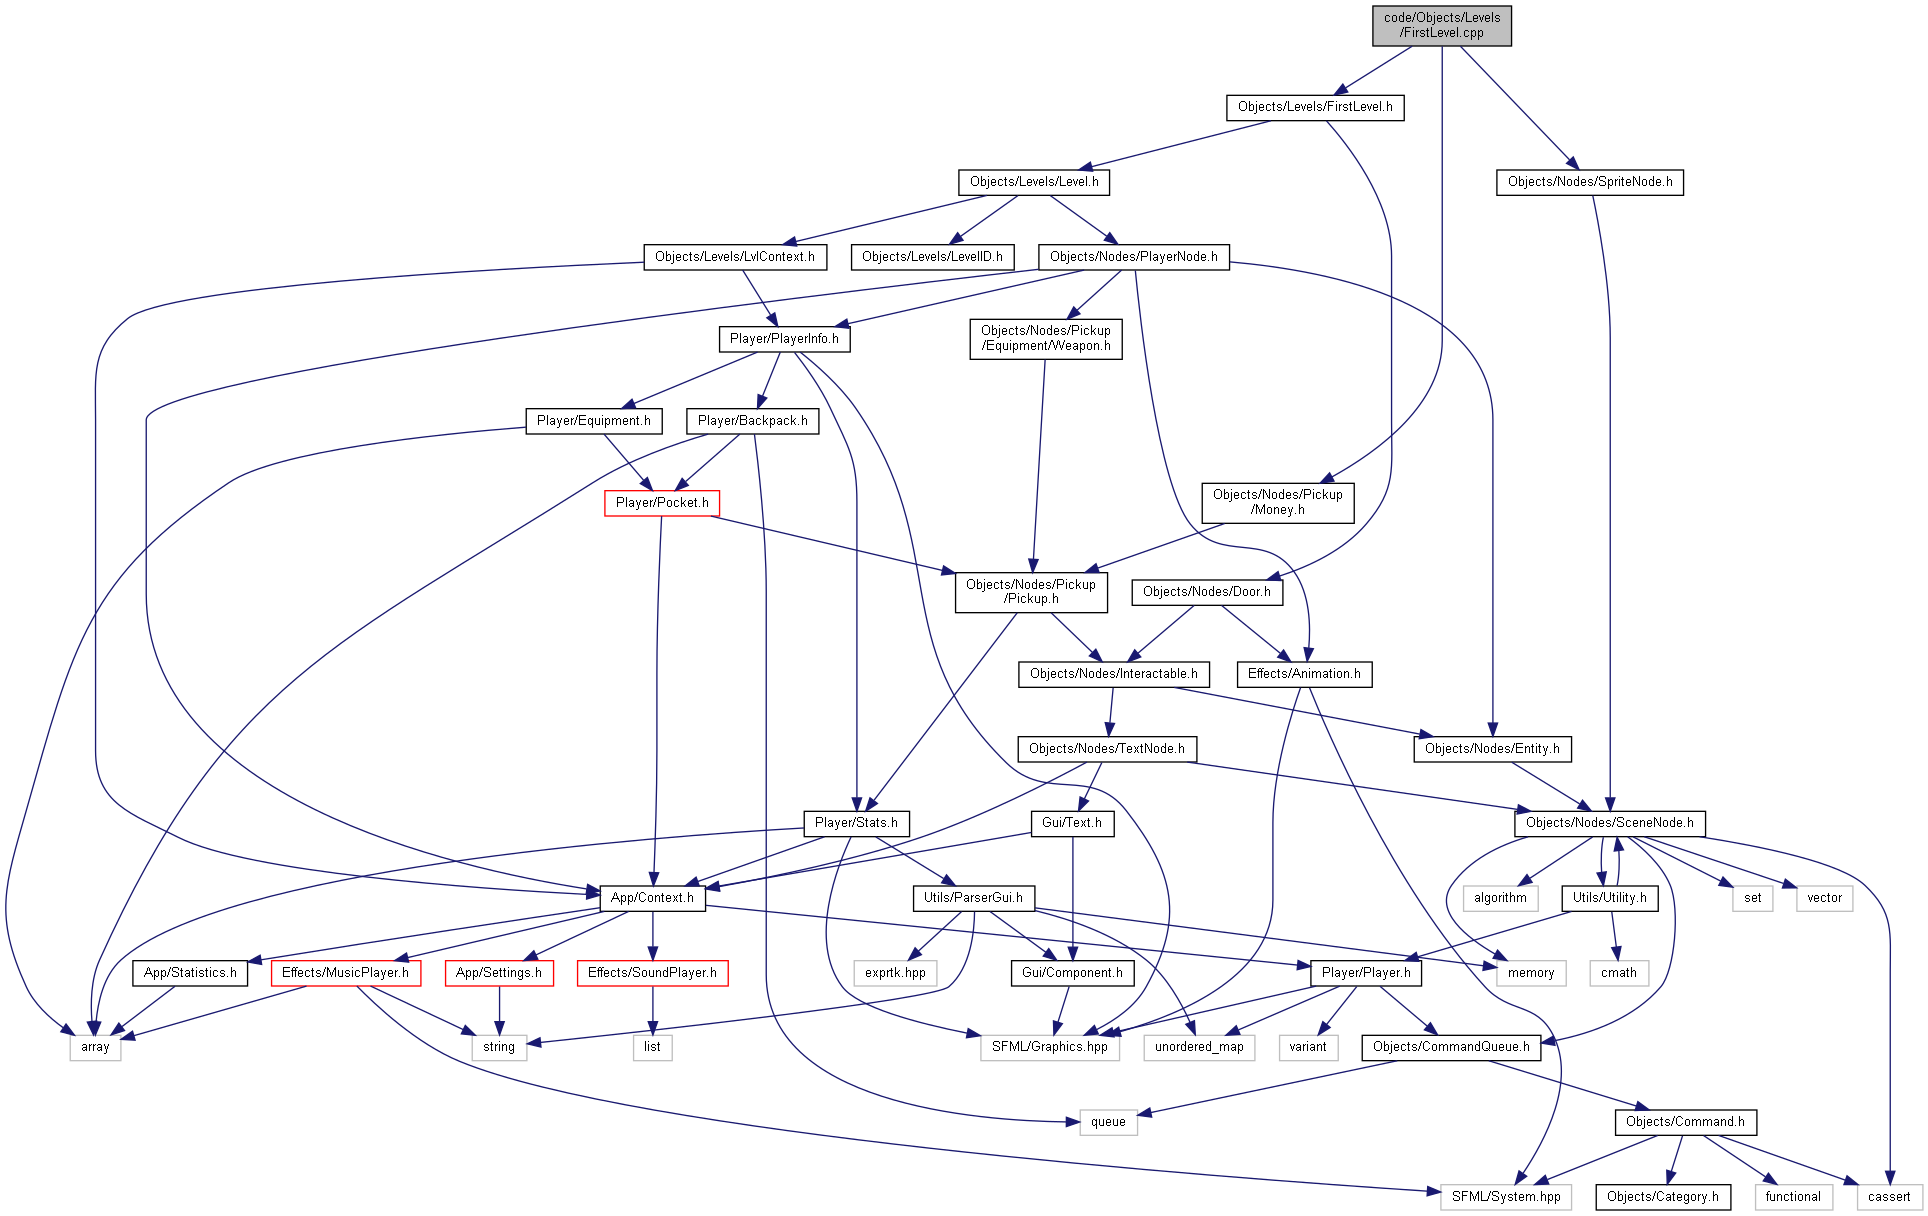 code/Objects/Levels
/FirstLevel.cpp
Objects/Levels/FirstLevel.h
Objects/Levels/Level.h
Objects/Nodes/SpriteNode.h
Objects/Levels/LvlContext.h
Objects/Levels/LevelID.h
Objects/Nodes/PlayerNode.h
Player/PlayerInfo.h
Objects/Nodes/Pickup
/Equipment/Weapon.h
Player/Equipment.h
Player/Backpack.h
Player/Pocket.h
Objects/Nodes/Pickup
/Money.h
Objects/Nodes/Pickup
/Pickup.h
Objects/Nodes/Door.h
Objects/Nodes/Interactable.h
Effects/Animation.h
Objects/Nodes/TextNode.h
Objects/Nodes/Entity.h
Player/Stats.h
Gui/Text.h
Objects/Nodes/SceneNode.h
App/Context.h
Utils/ParserGui.h
algorithm
Utils/Utility.h
set
vector
App/Statistics.h
Effects/MusicPlayer.h
App/Settings.h
Effects/SoundPlayer.h
exprtk.hpp
Gui/Component.h
Player/Player.h
memory
cmath
array
string
list
SFML/Graphics.hpp
unordered_map
variant
Objects/CommandQueue.h
queue
Objects/Command.h
SFML/System.hpp
Objects/Category.h
functional
cassert